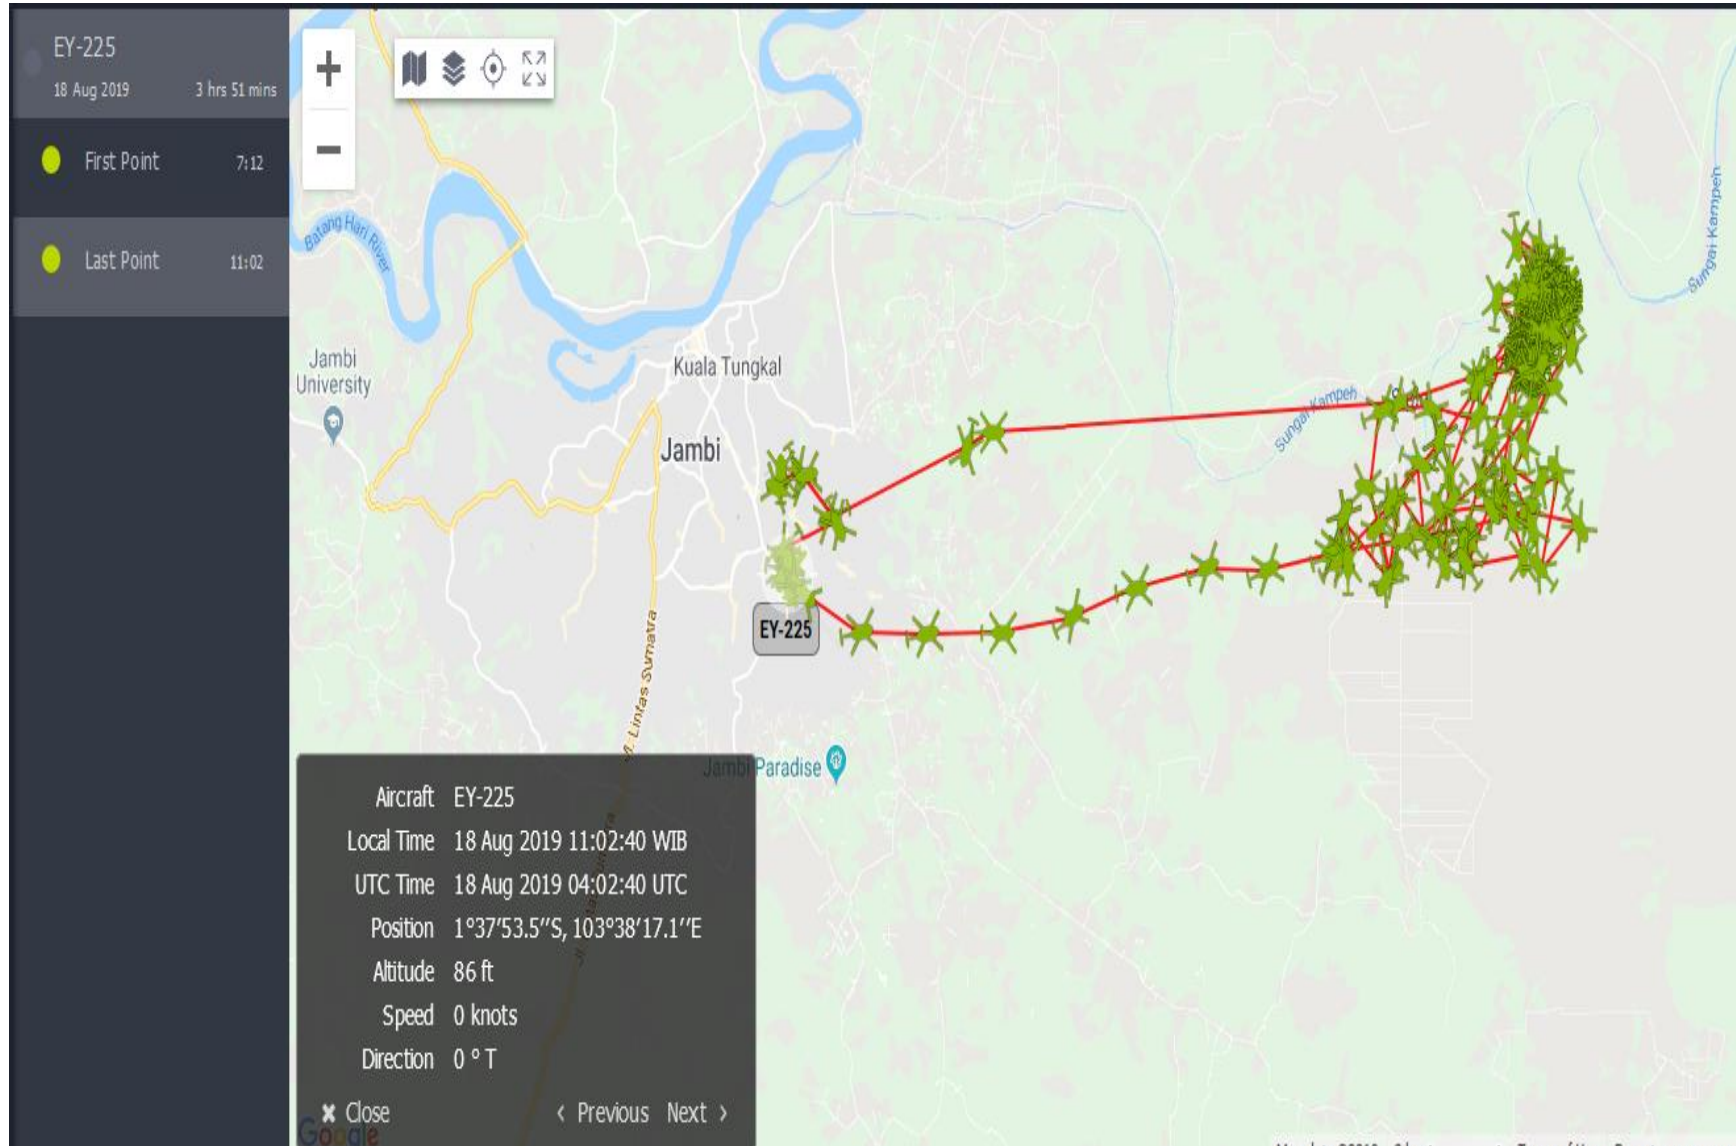 EY-225
18 Aug 2019 3 hrs 51 mins
First Point 7:12
Last Point 11:02
Batang Hari River
Jambi
University
Kuala Tungkal
Jambi
Sungai Kampeh
Sungai Kampeh
EY-225
Jl. Lintas Sumatra
Jambi Paradise
Aircraft EY-225
Local Time 18 Aug 2019 11:02:40 WIB
UTC Time 18 Aug 2019 04:02:40 UTC
Position 1°37'53.5''S, 103°38'17.1''E
Altitude 86 ft
Speed 0 knots
Direction 0 ° T
✖ Close ‹ Previous Next ›
Google